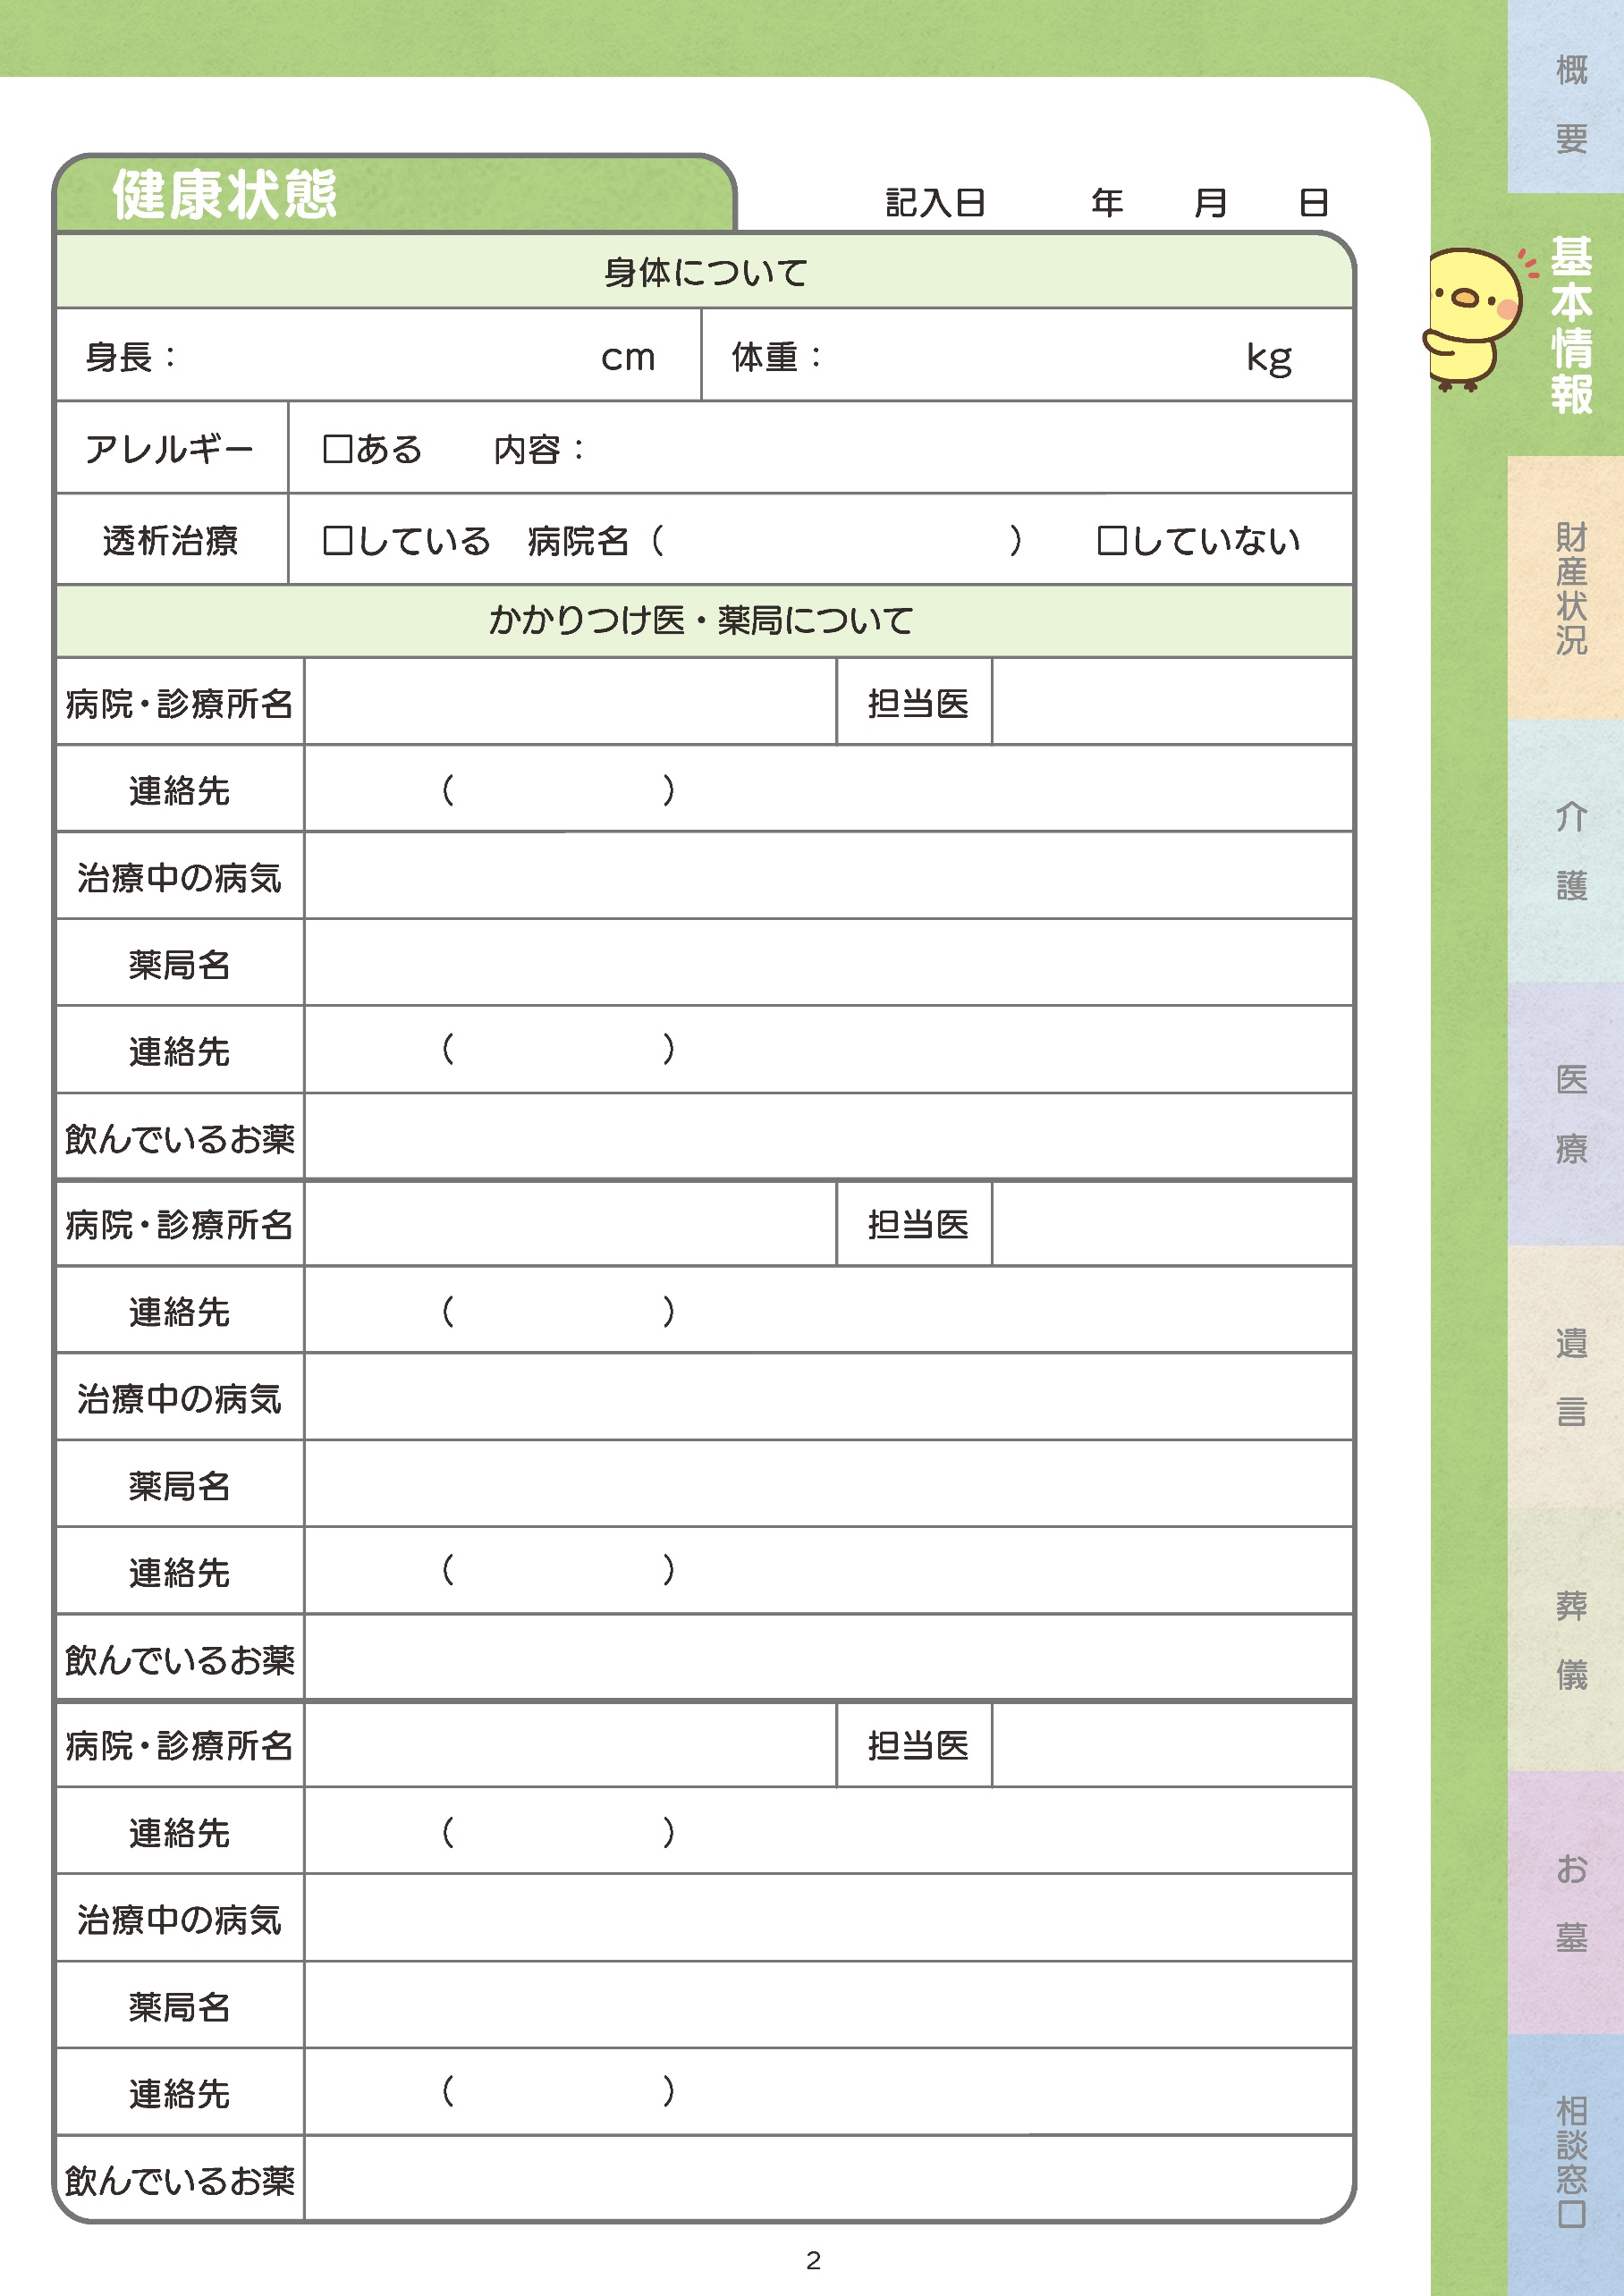 健康状態
記入日　　　年　　月　　日
身体について
身長：　　　　　　cm　体重：　　　　　　kg
アレルギー　□ある　　内容：
透析治療　□している　病院名（　　　　　　　　　）　□していない
かかりつけ医・薬局について
病院・診療所名　　　　担当医
連絡先　　　（　　　　　　）
治療中の病気
薬局名
連絡先　　　（　　　　　　）
飲んでいるお薬
病院・診療所名　　　　担当医
連絡先　　　（　　　　　　）
治療中の病気
薬局名
連絡先　　　（　　　　　　）
飲んでいるお薬
病院・診療所名　　　　担当医
連絡先　　　（　　　　　　）
治療中の病気
薬局名
連絡先　　　（　　　　　　）
飲んでいるお薬
2
概要
基本情報
財産状況
介護
医療
遺言
葬儀
お墓
相談窓口